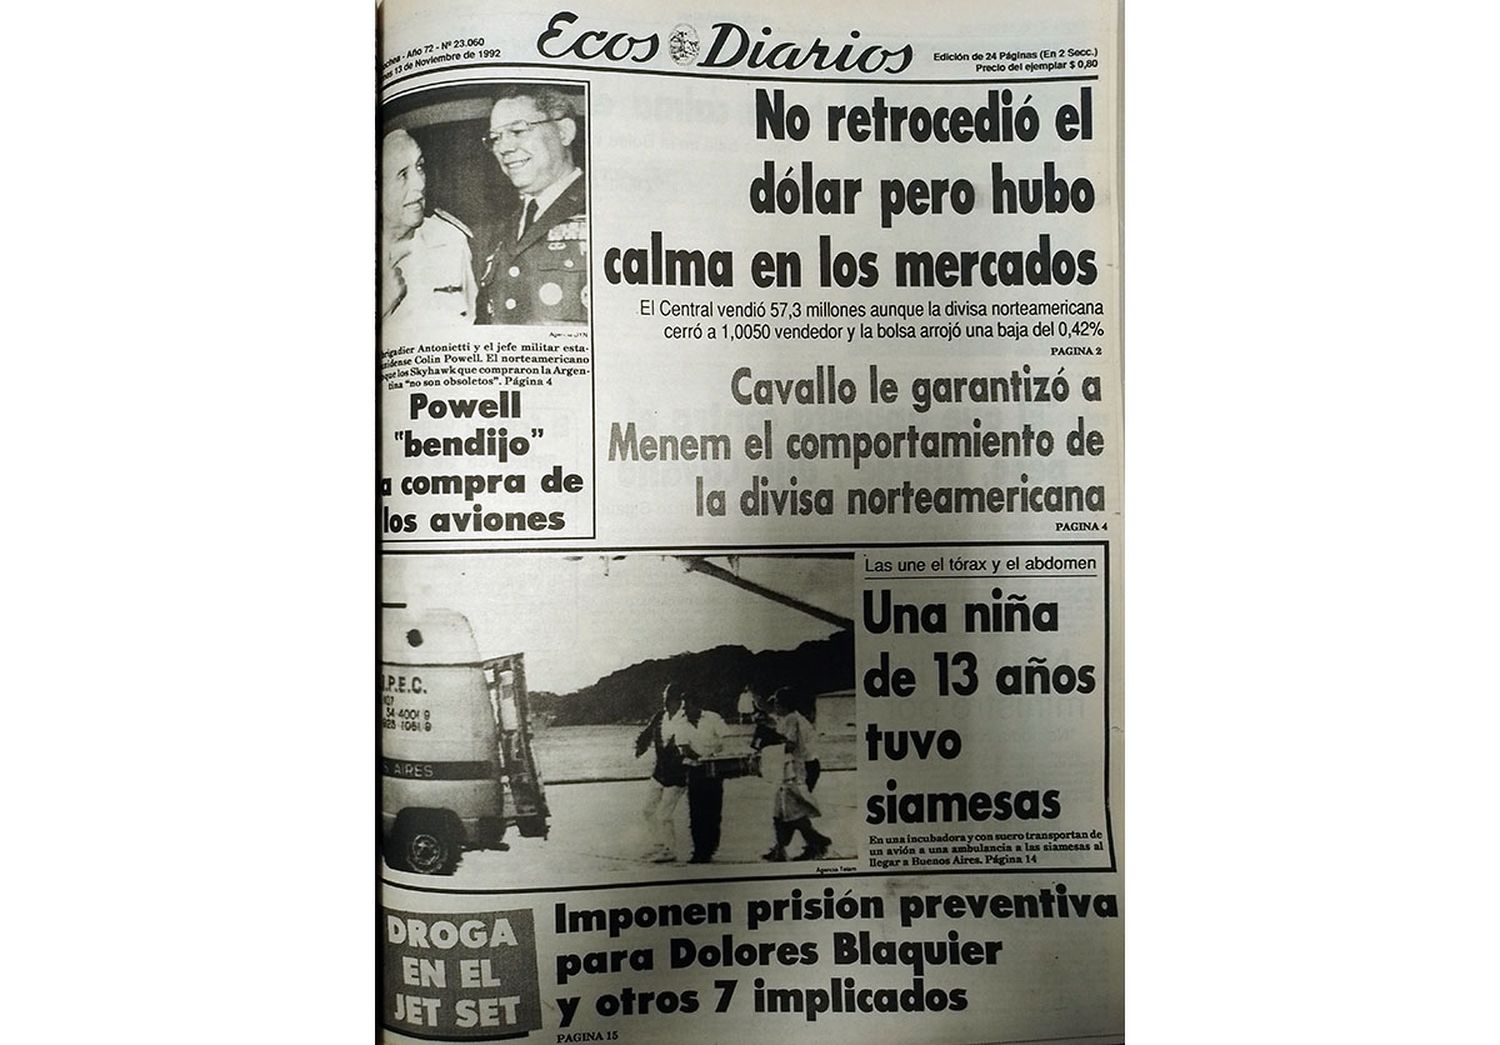 Ecos Diarios
Año 72 - Nº 23.060
13 de Noviembre de 1992
Edición de 24 Páginas (En 2 Secc.)
Precio del ejemplar $ 0,80
Agencia DYN
Antonietti y el jefe militar esta-
Colin Powell. El norteamericano
que los Skyhawk que compraron la Argen-
tina "no son obsoletos". Página 4
Powell
"bendijo"
a compra de
los aviones
No retrocedió el
dólar pero hubo
calma en los mercados
El Central vendió 57,3 millones aunque la divisa norteamericana
cerró a 1,0050 vendedor y la bolsa arrojó una baja del 0,42%
PAGINA 2
Cavallo le garantizó a
Menem el comportamiento de
la divisa norteamericana
PAGINA 4
.P.E.C.
AIRES
Agencia Telam
Las une el tórax y el abdomen
Una niña
de 13 años
tuvo
siamesas
En una incubadora y con suero transportan de
un avión a una ambulancia a las siamesas al
llegar a Buenos Aires. Página 14
DROGA
EN EL
JET SET
Imponen prisión preventiva
para Dolores Blaquier
y otros 7 implicados
PAGINA 15